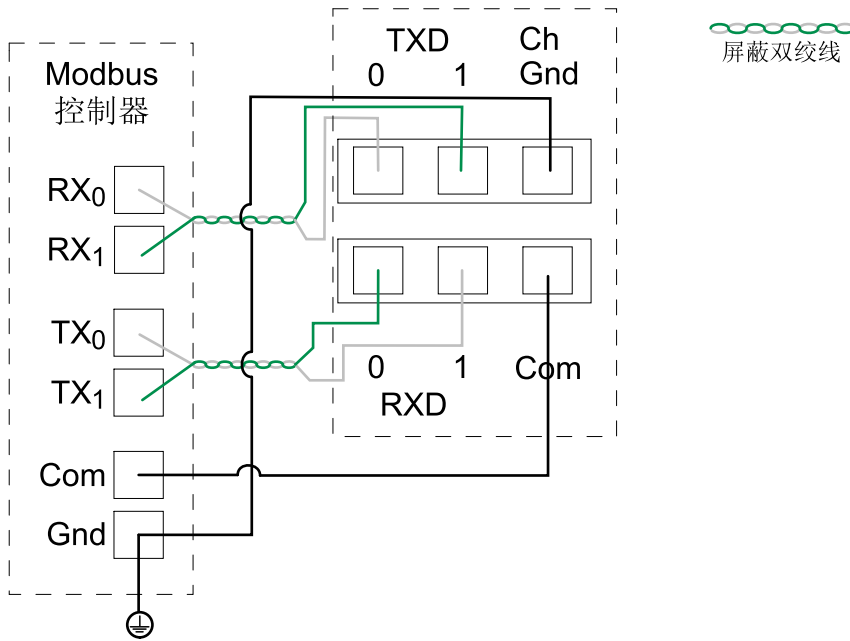 Modbus
控制器
RX0
RX1
TX0
TX1
Com
Gnd
TXD
Ch
0
1
Gnd
0
1
Com
RXD
屏蔽双绞线